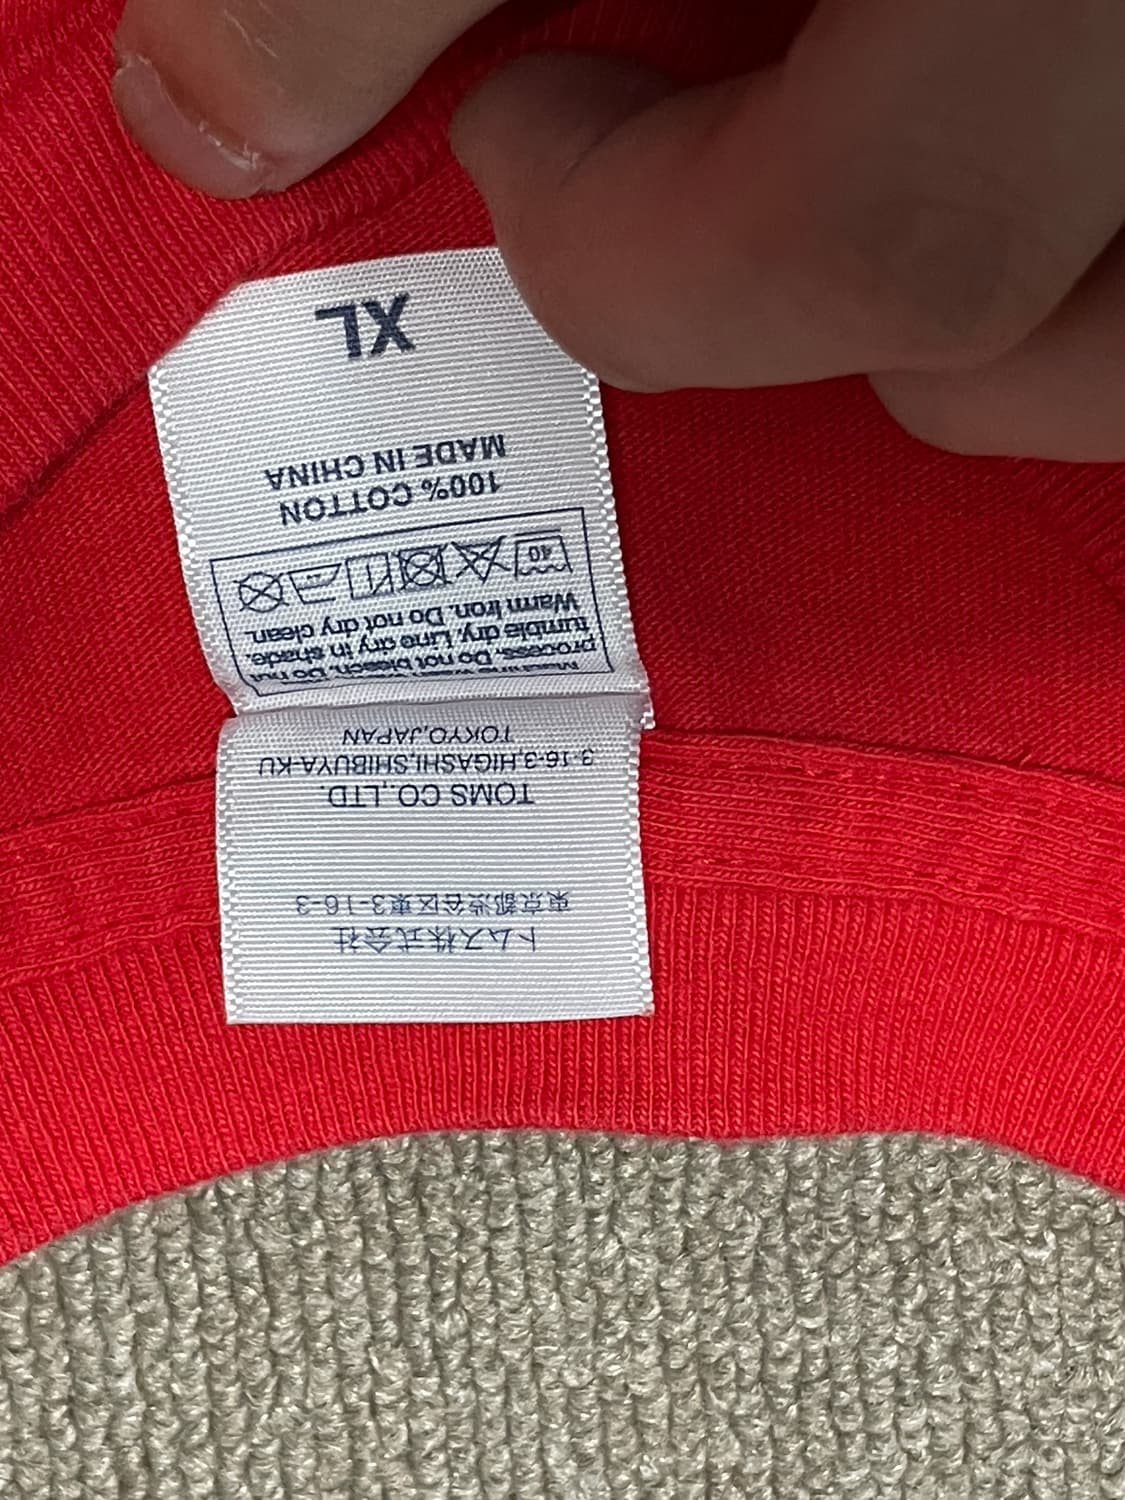 トムス株式会社
東京都渋谷区東3-16-3
TOMS CO.,LTD.
3-16-3,HIGASHI,SHIBUYA-KU
TOKYO,JAPAN
process. Do not bleach. Do not
tumble dry. Line dry in shade.
Warm Iron. Do not dry clean.
40
100% COTTON
MADE IN CHINA
XL